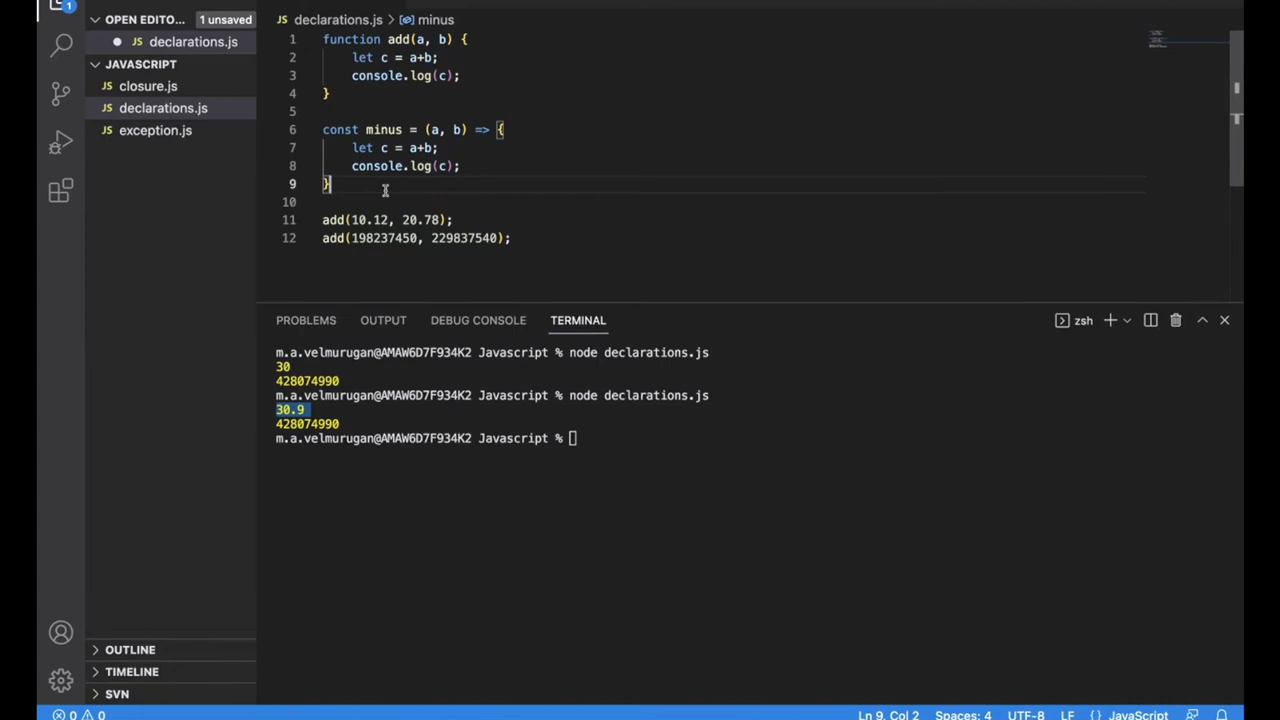 1
OPEN EDITO... 1 unsaved
declarations.js
JAVASCRIPT
closure.js
declarations.js
exception.js
OUTLINE
TIMELINE
SVN
declarations.js > minus
1 function add(a, b) {
2 let c = a+b;
3 console.log(c);
4 }
5
6 const minus = (a, b) => {
7 let c = a+b;
8 console.log(c);
9 }
10
11 add(10.12, 20.78);
12 add(198237450, 229837540);
PROBLEMS OUTPUT DEBUG CONSOLE TERMINAL zsh
m.a.velmurugan@AMAW6D7F934K2 Javascript % node declarations.js
30
428074990
m.a.velmurugan@AMAW6D7F934K2 Javascript % node declarations.js
30.9
428074990
m.a.velmurugan@AMAW6D7F934K2 Javascript %
0 0 Ln 9, Col 2 Spaces: 4 UTF-8 LF {} JavaScript